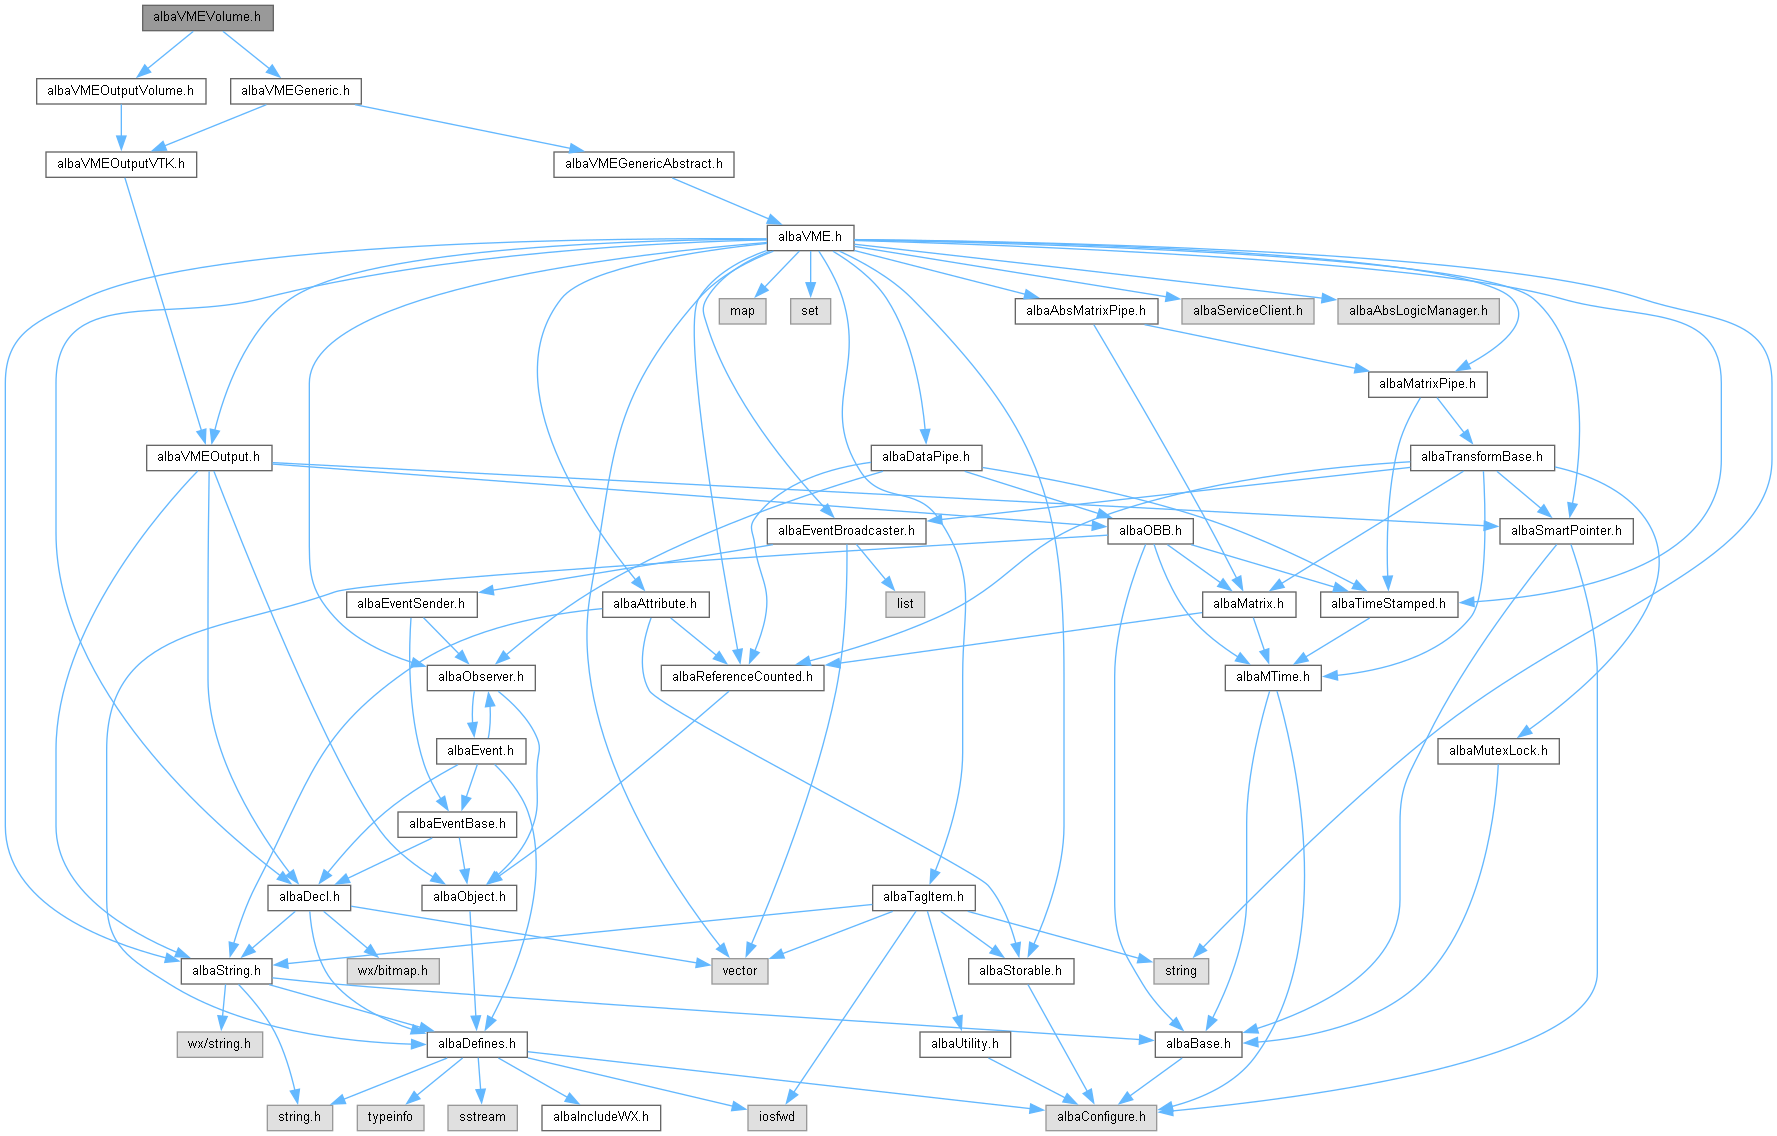 albaVMEVolume.h
albaVMEOutputVolume.h
albaVMEGeneric.h
albaVMEOutputVTK.h
albaVMEGenericAbstract.h
albaVME.h
map
set
albaAbsMatrixPipe.h
albaServiceClient.h
albaAbsLogicManager.h
albaMatrixPipe.h
albaVMEOutput.h
albaDataPipe.h
albaTransformBase.h
albaEventBroadcaster.h
albaOBB.h
albaSmartPointer.h
albaEventSender.h
albaAttribute.h
list
albaMatrix.h
albaTimeStamped.h
albaObserver.h
albaReferenceCounted.h
albaMTime.h
albaEvent.h
albaMutexLock.h
albaEventBase.h
albaDecl.h
albaObject.h
albaTagItem.h
albaString.h
wx/bitmap.h
vector
albaStorable.h
string
wx/string.h
albaDefines.h
albaUtility.h
albaBase.h
string.h
typeinfo
sstream
albaIncludeWX.h
iosfwd
albaConfigure.h